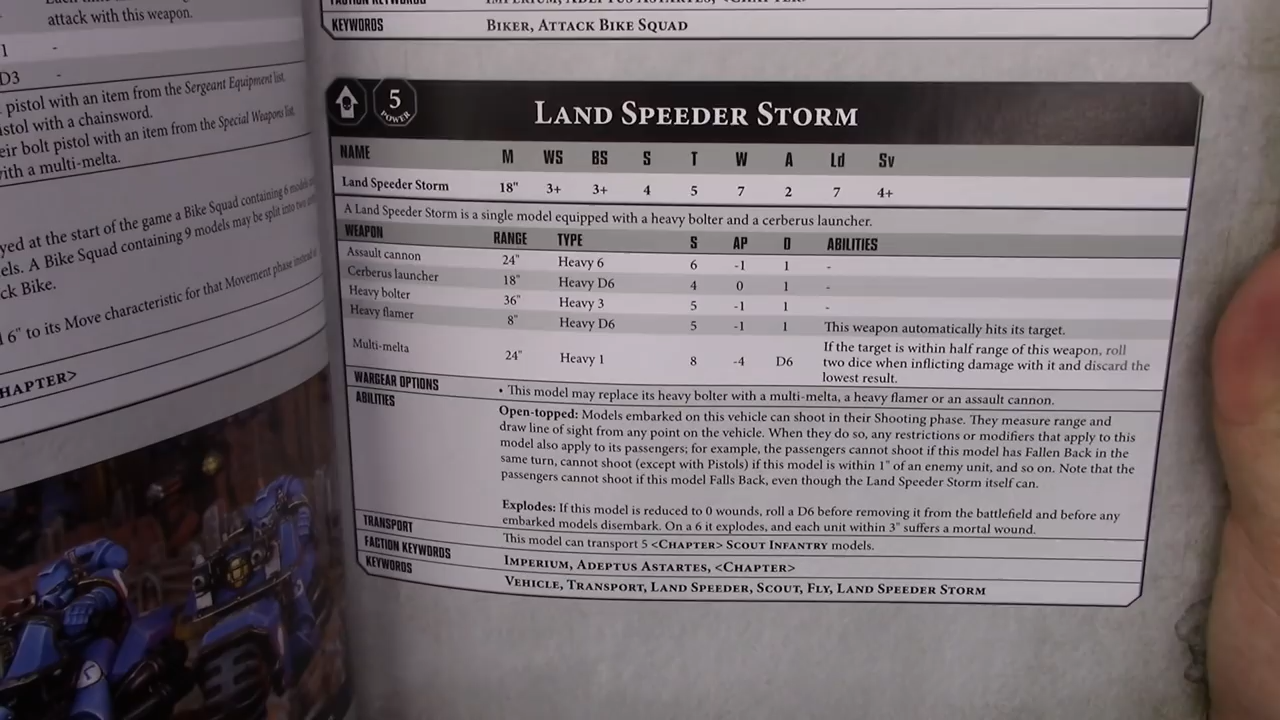 attack with this weapon.
1 -
D3 -
pistol with an item from the Sergeant Equipment list.
istol with a chainsword.
eir bolt pistol with an item from the Special Weapons list.
with a multi-melta.
yed at the start of the game a Bike Squad containing 6 models
els. A Bike Squad containing 9 models may be split into two
ck Bike.
6" to its Move characteristic for that Movement phase instead
HAPTER>
KEYWORDS BIKER, ATTACK BIKE SQUAD
5 POWER LAND SPEEDER STORM
NAME M WS BS S T W A Ld Sv
Land Speeder Storm 18" 3+ 3+ 4 5 7 2 7 4+
A Land Speeder Storm is a single model equipped with a heavy bolter and a cerberus launcher.
WEAPON RANGE TYPE S AP D ABILITIES
Assault cannon 24" Heavy 6 6 -1 1 -
Cerberus launcher 18" Heavy D6 4 0 1 -
Heavy bolter 36" Heavy 3 5 -1 1 -
Heavy flamer 8" Heavy D6 5 -1 1 This weapon automatically hits its target.
Multi-melta 24" Heavy 1 8 -4 D6 If the target is within half range of this weapon, roll
two dice when inflicting damage with it and discard the
lowest result.
WARGEAR OPTIONS • This model may replace its heavy bolter with a multi-melta, a heavy flamer or an assault cannon.
ABILITIES Open-topped: Models embarked on this vehicle can shoot in their Shooting phase. They measure range and
draw line of sight from any point on the vehicle. When they do so, any restrictions or modifiers that apply to this
model also apply to its passengers; for example, the passengers cannot shoot if this model has Fallen Back in the
same turn, cannot shoot (except with Pistols) if this model is within 1" of an enemy unit, and so on. Note that the
passengers cannot shoot if this model Falls Back, even though the Land Speeder Storm itself can.
Explodes: If this model is reduced to 0 wounds, roll a D6 before removing it from the battlefield and before any
embarked models disembark. On a 6 it explodes, and each unit within 3" suffers a mortal wound.
TRANSPORT This model can transport 5 <CHAPTER> SCOUT INFANTRY models.
FACTION KEYWORDS IMPERIUM, ADEPTUS ASTARTES, <CHAPTER>
KEYWORDS VEHICLE, TRANSPORT, LAND SPEEDER, SCOUT, FLY, LAND SPEEDER STORM